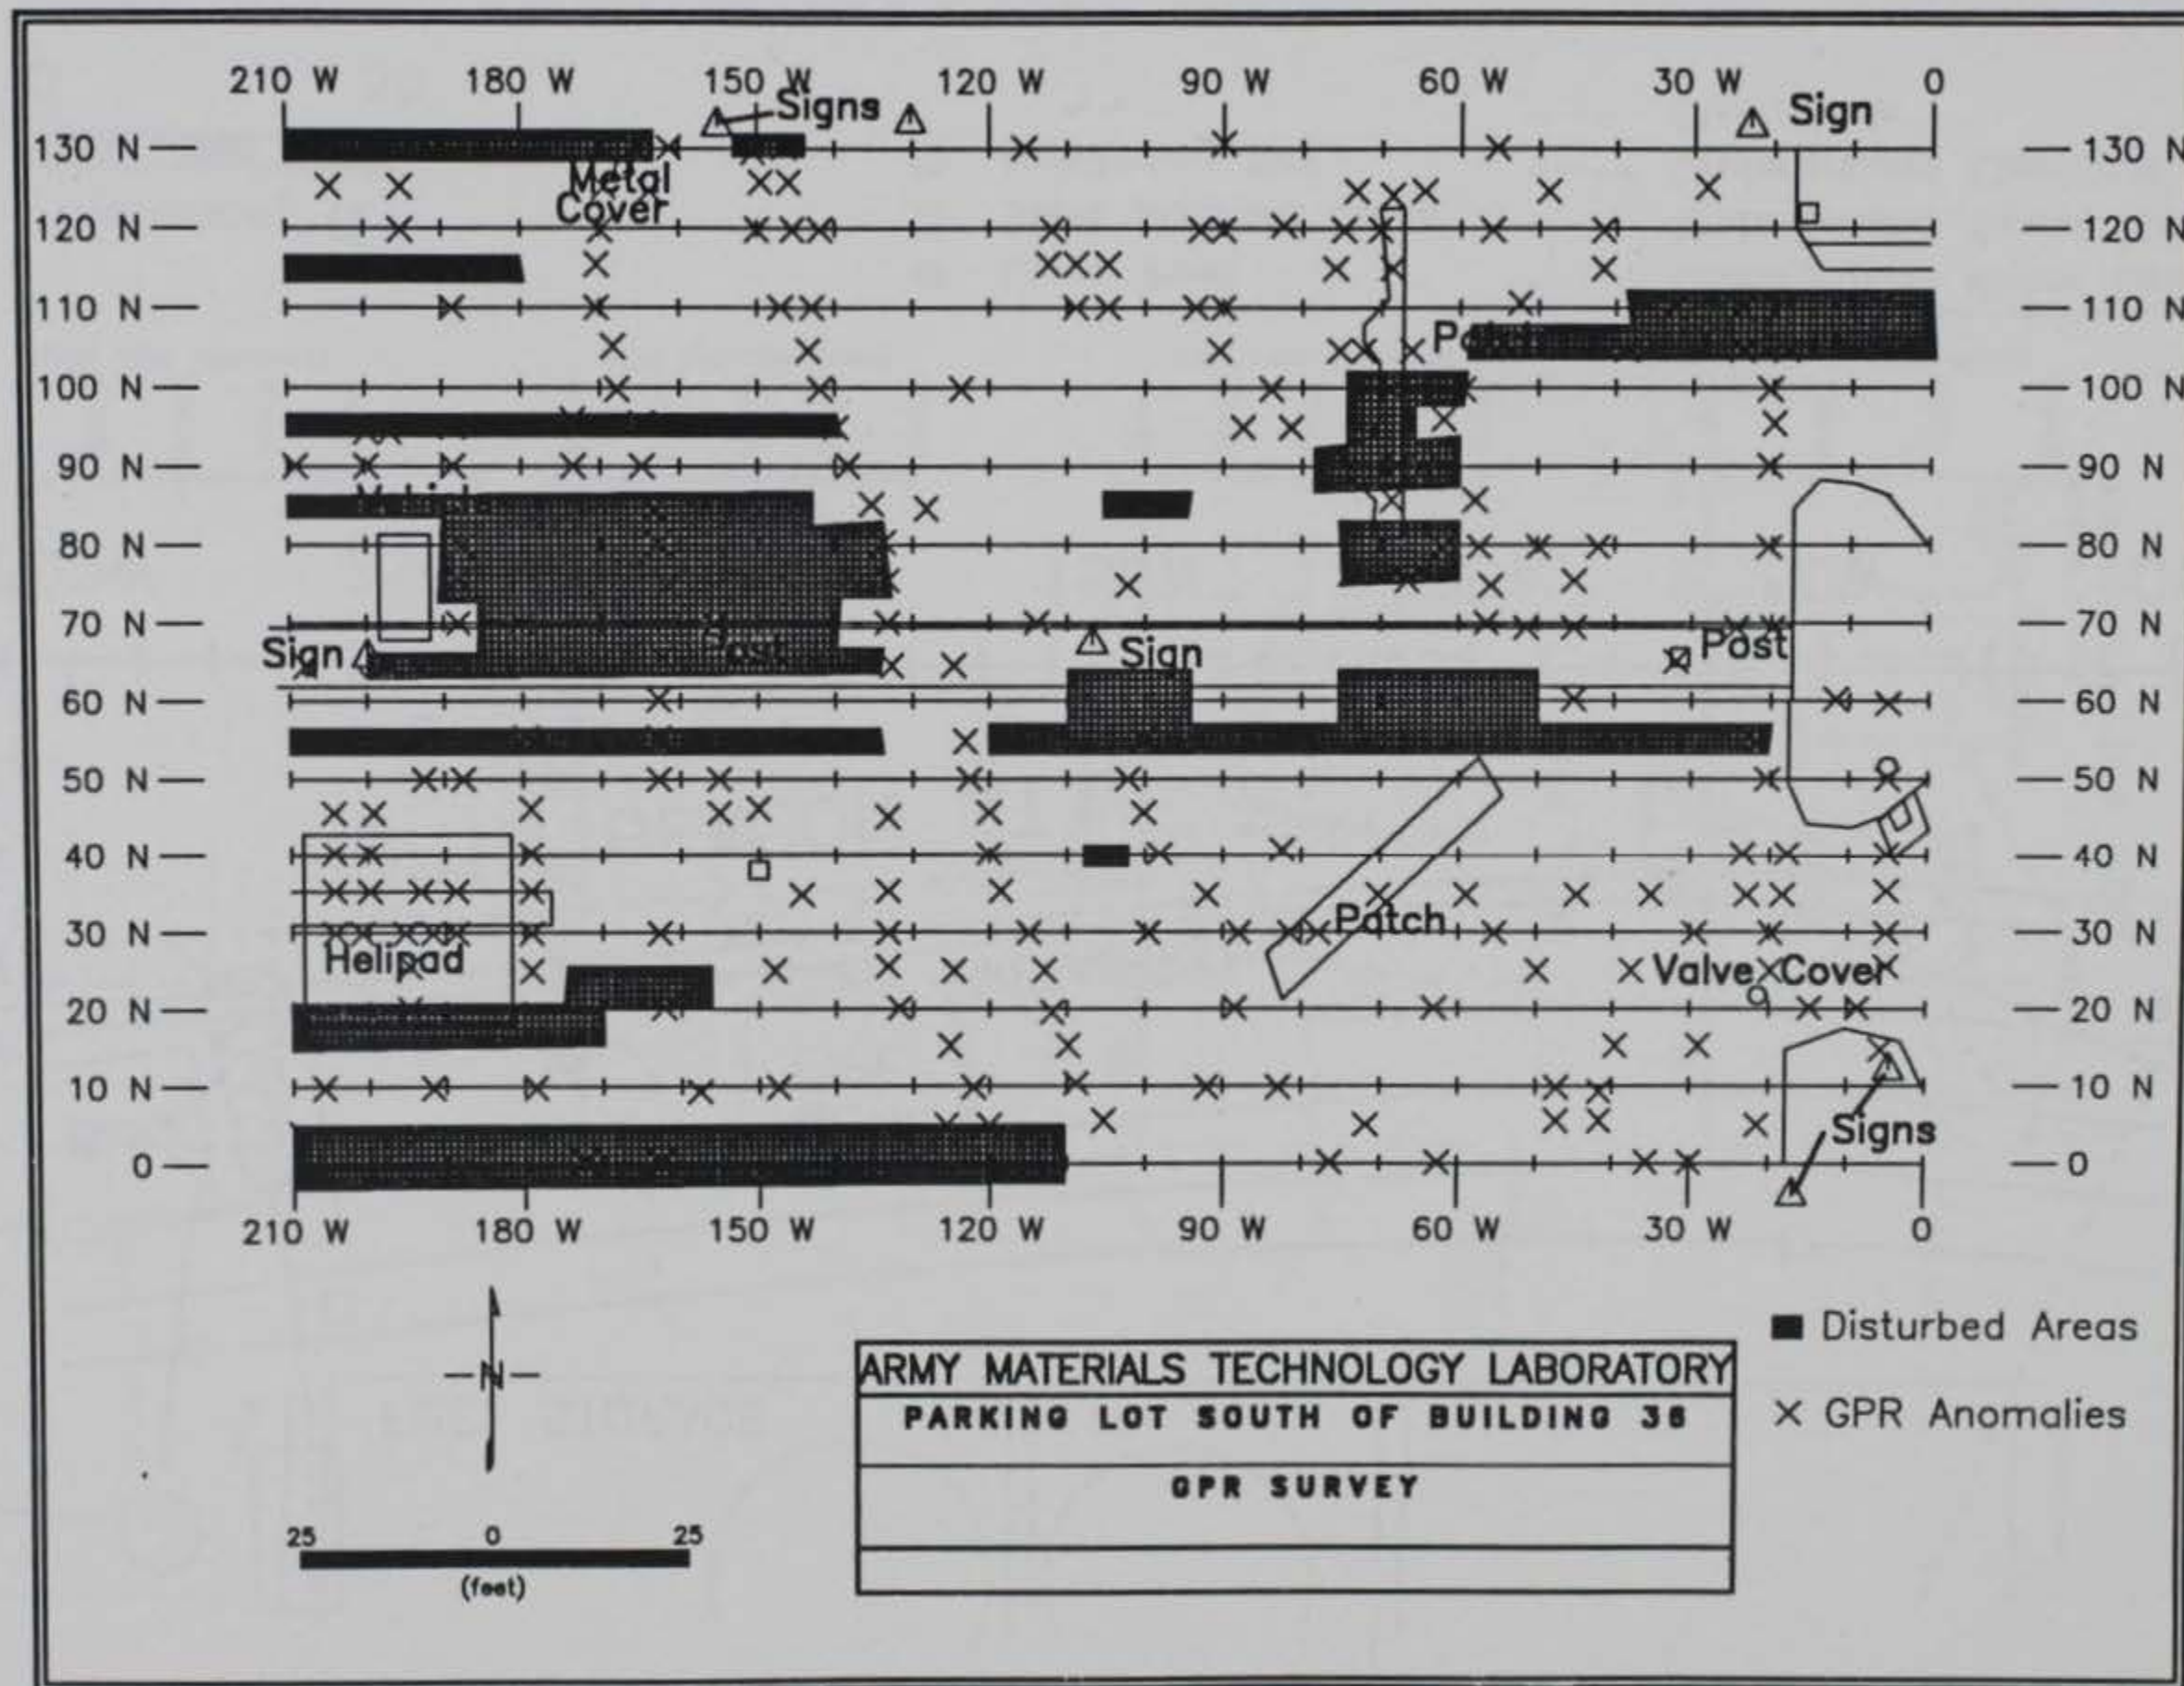 210 W 180 W 150 W 120 W 90 W 60 W 30 W 0
Signs Sign
130 N 130 N
Metal
Cover
120 N 120 N
110 N 110 N
Patch
100 N 100 N
90 N 90 N
Vehicle
80 N 80 N
70 N 70 N
Sign Post Sign Post
60 N 60 N
50 N 50 N
40 N 40 N
Patch
30 N 30 N
Helipad Valve Cover
20 N 20 N
10 N 10 N
Signs
0 0
210 W 180 W 150 W 120 W 90 W 60 W 30 W 0
N
25 0 25
(feet)
ARMY MATERIALS TECHNOLOGY LABORATORY
PARKING LOT SOUTH OF BUILDING 36
GPR SURVEY
Disturbed Areas
GPR Anomalies